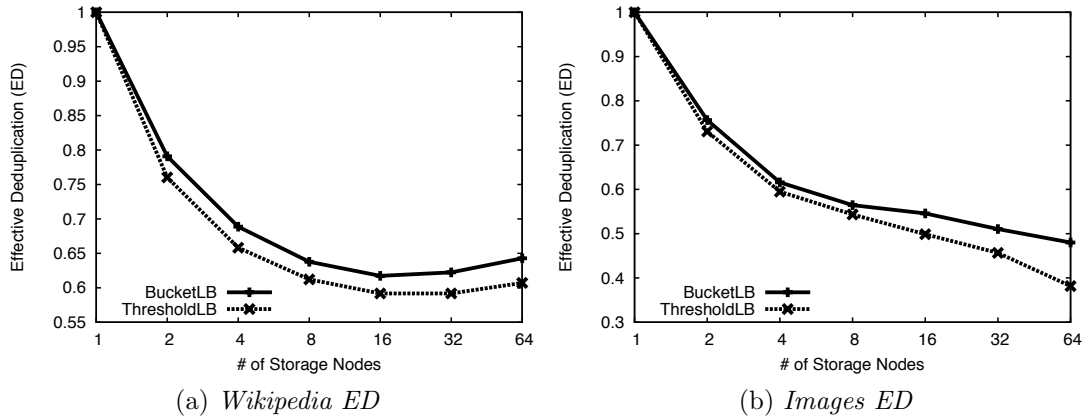 1
0.95
0.9
0.85
0.8
0.75
0.7
0.65
0.6
0.55
Effective Deduplication (ED)
BucketLB
ThresholdLB
1 2 4 8 16 32 64
# of Storage Nodes
(a) Wikipedia ED
1
0.9
0.8
0.7
0.6
0.5
0.4
0.3
Effective Deduplication (ED)
BucketLB
ThresholdLB
1 2 4 8 16 32 64
# of Storage Nodes
(b) Images ED